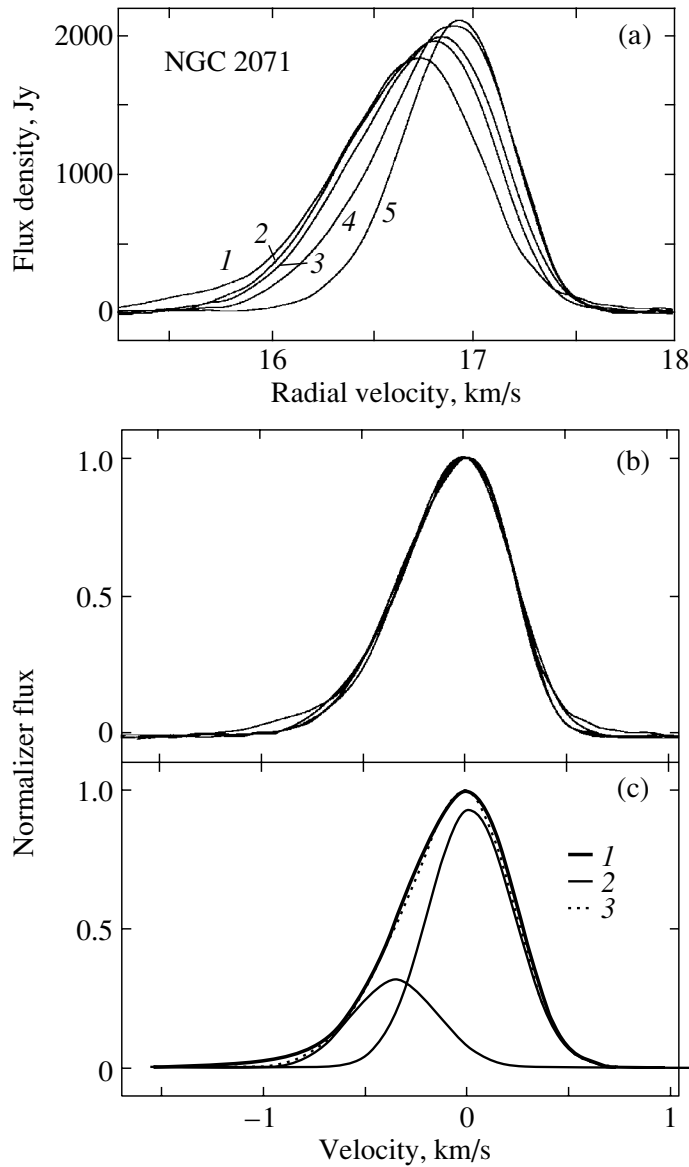 (a)
NGC 2071
2000
1000
0
Flux density, Jy
1
2
3
4
5
16
17
18
Radial velocity, km/s
(b)
1.0
0.5
0
Normalizer flux
(c)
1.0
0.5
0
1
2
3
−1
0
1
Velocity, km/s